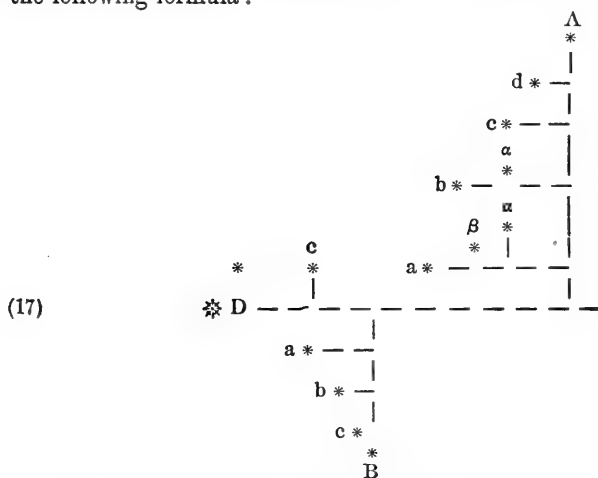 the following formula:
A
*
d *
c *
α
*
b *
α
β *
* c
* a *
(17) D
a *
b *
c *
*
B